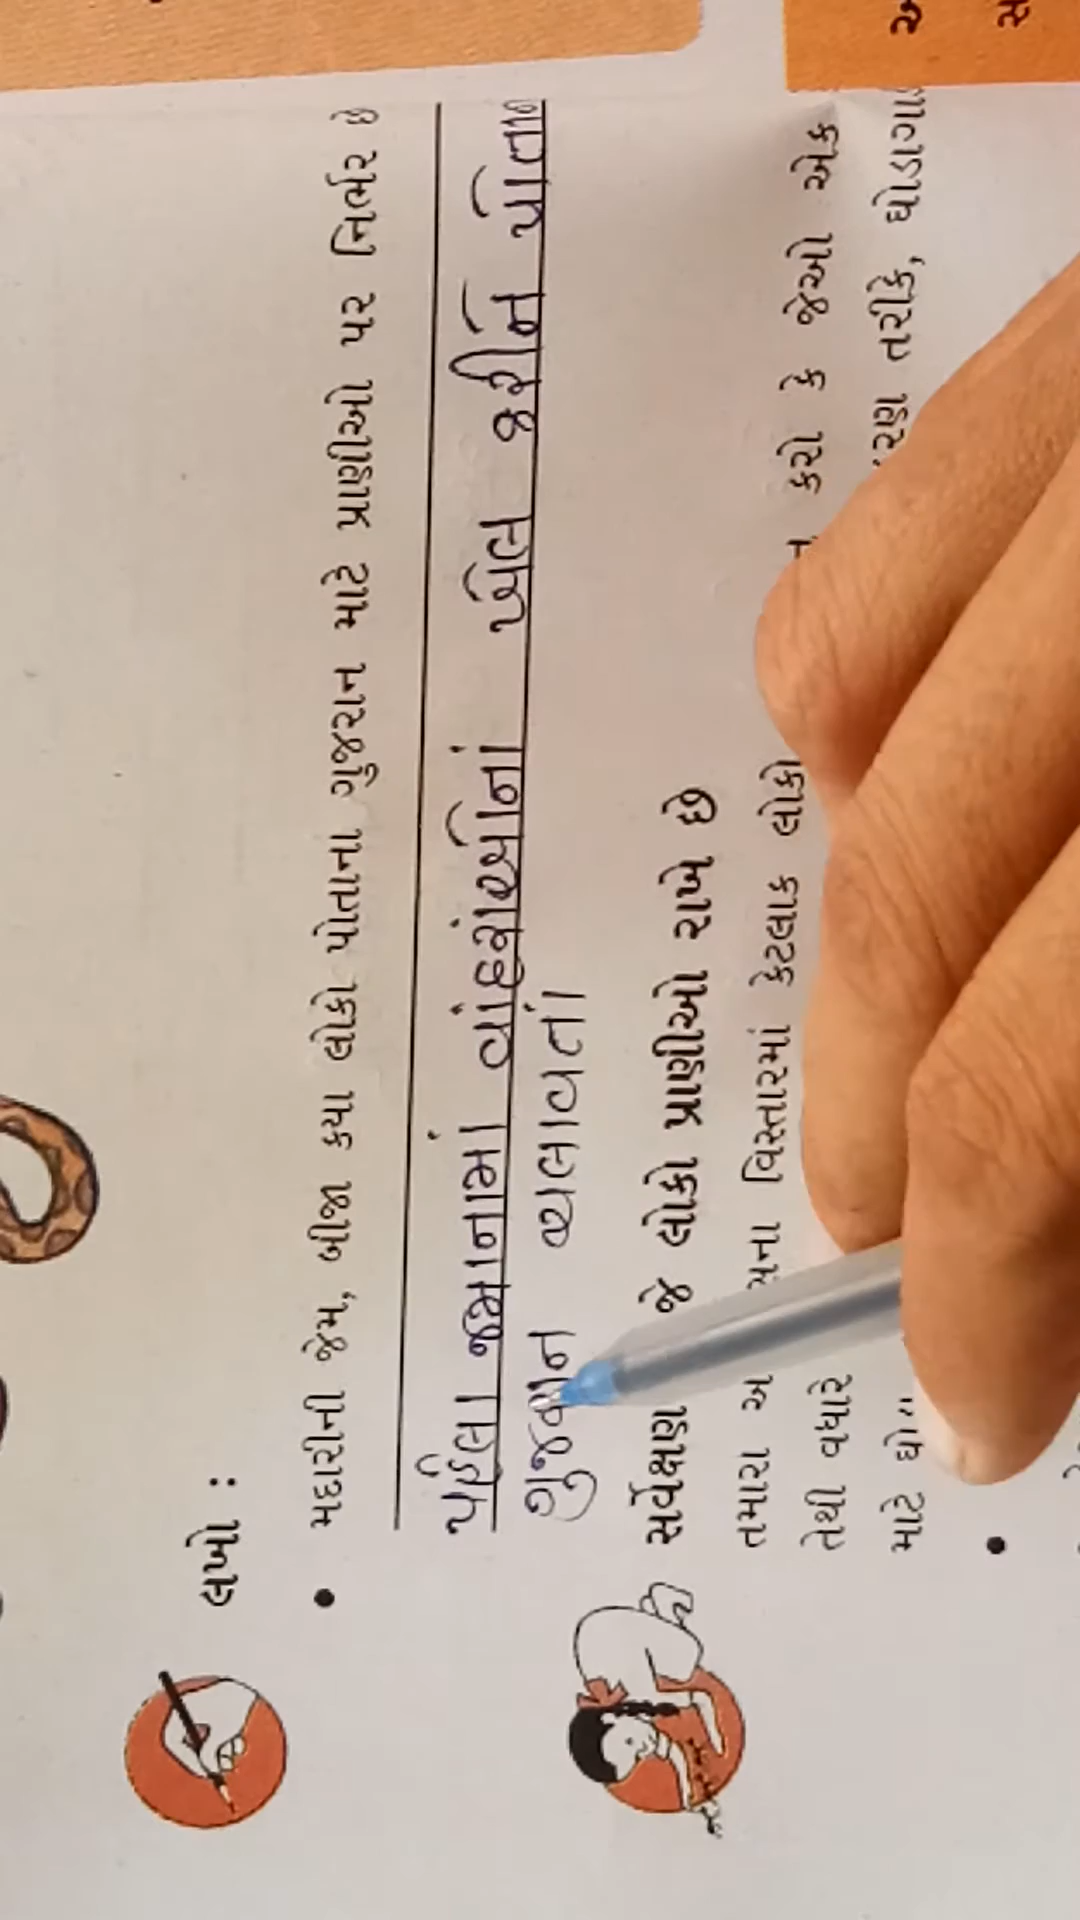 લખો :
• મદારીની જેમ, બીજા કયા લોકો પોતાના ગુજરાન માટે પ્રાણીઓ પર નિર્ભર છે
પહેલા જમાનામાં વાંદરાંઓનાં ખેલ કરીને પોતાનું
ગુજરાન ચલાવતાં
સર્વેક્ષણ જે લોકો પ્રાણીઓ રાખે છે
તમારા વિસ્તારમાં કેટલાક લોકો કરો કે જેઓ એક
તેથી વધારે તરીકે, ઘોડાગા
માટે
•